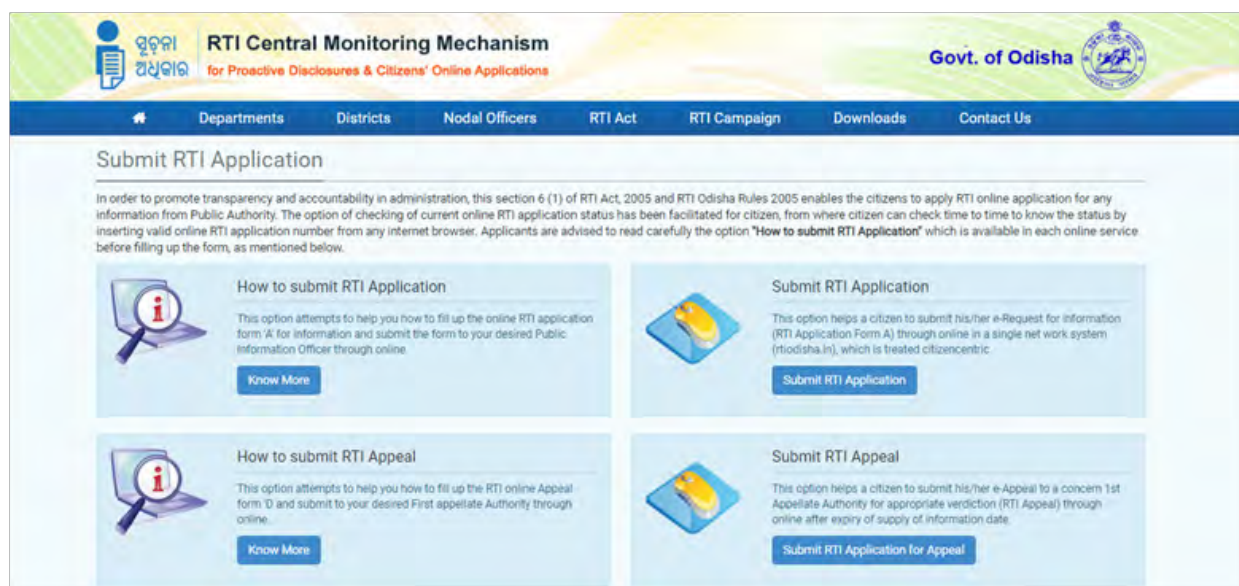 ସୂଚନା
ଅଧିକାର
RTI Central Monitoring Mechanism
for Proactive Disclosures & Citizens' Online Applications
Govt. of Odisha
Departments Districts Nodal Officers RTI Act RTI Campaign Downloads Contact Us
Submit RTI Application
In order to promote transparency and accountability in administration, this section 6 (1) of RTI Act, 2005 and RTI Odisha Rules 2005 enables the citizens to apply RTI online application for any
information from Public Authority. The option of checking of current online RTI application status has been facilitated for citizen, from where citizen can check time to time to know the status by
inserting valid online RTI application number from any internet browser. Applicants are advised to read carefully the option "How to submit RTI Application" which is available in each online service
before filling up the form, as mentioned below.
How to submit RTI Application
This option attempts to help you how to fill up the online RTI application
form 'A' for information and submit the form to your desired Public
Information Officer through online.
Know More
Submit RTI Application
This option helps a citizen to submit his/her e-Request for information
(RTI Application Form A) through online in a single net work system
(rtiodisha.in), which is treated citizencentric.
Submit RTI Application
How to submit RTI Appeal
This option attempts to help you how to fill up the RTI online Appeal
form 'D' and submit to your desired First appellate Authority through
online.
Know More
Submit RTI Appeal
This option helps a citizen to submit his/her e-Appeal to a concern 1st
Appellate Authority for appropriate verdiction (RTI Appeal) through
online after expiry of supply of information date.
Submit RTI Application for Appeal